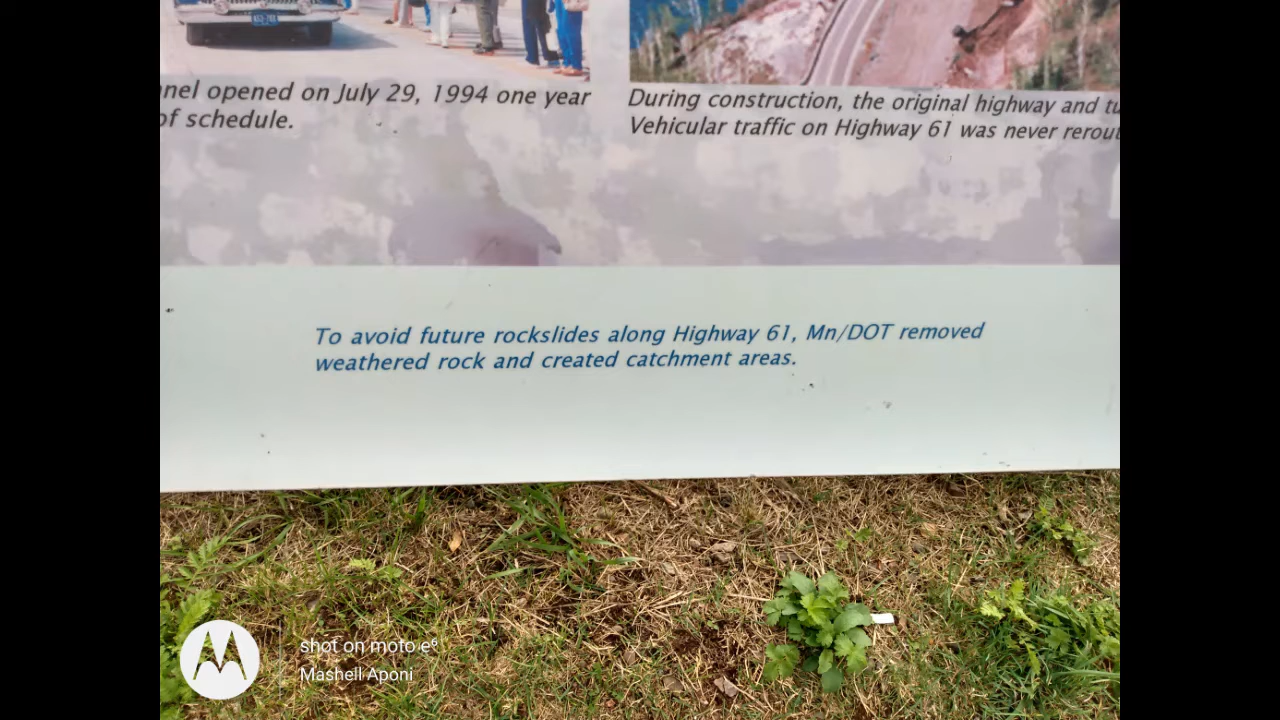 nel opened on July 29, 1994 one year
of schedule.
During construction, the original highway and tu
Vehicular traffic on Highway 61 was never rerout
To avoid future rockslides along Highway 61, Mn/DOT removed
weathered rock and created catchment areas.
shot on moto e⁶
Mashell Aponi